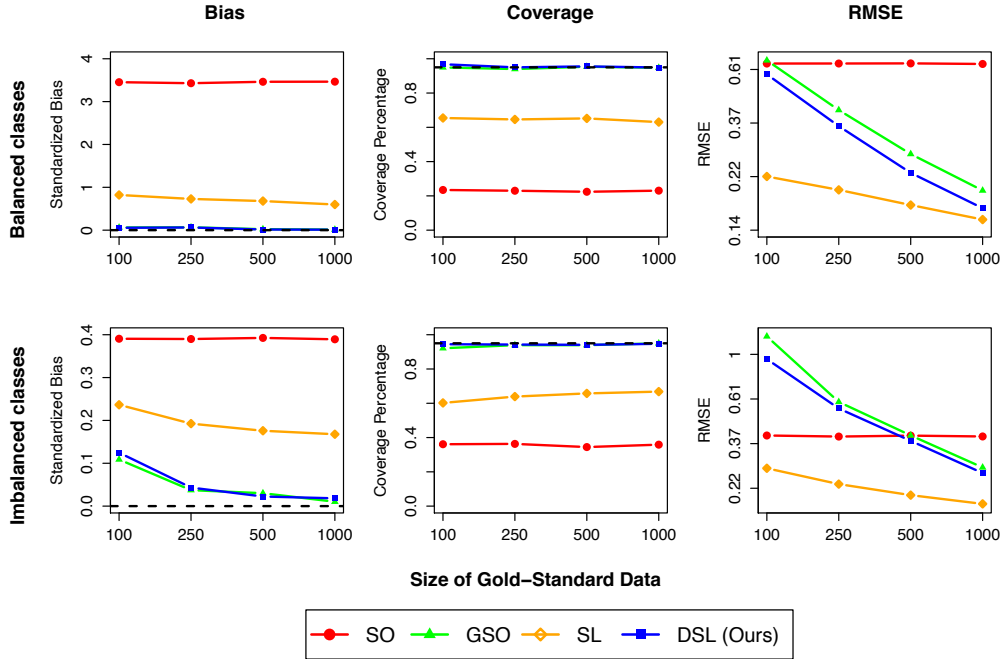 Bias Coverage RMSE
Balanced classes
Standardized Bias
4
3
2
1
0
100 250 500 1000
Coverage Percentage
0.8
0.4
0.0
100 250 500 1000
RMSE
0.61
0.37
0.22
0.14
100 250 500 1000
Imbalanced classes
Standardized Bias
0.4
0.3
0.2
0.1
0.0
100 250 500 1000
Coverage Percentage
0.8
0.4
0.0
100 250 500 1000
RMSE
1
0.61
0.37
0.22
100 250 500 1000
Size of Gold−Standard Data
SO GSO SL DSL (Ours)